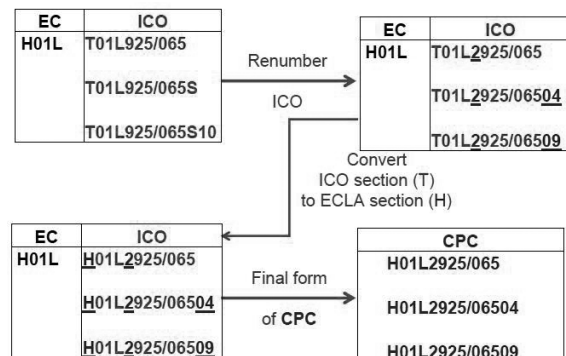 EC ICO
H01L T01L925/065
T01L925/065S
T01L925/065S10
Renumber
ICO
EC ICO
H01L T01L2925/065
T01L2925/06504
T01L2925/06509
Convert
ICO section (T)
to ECLA section (H)
EC ICO
H01L H01L2925/065
H01L2925/06504
H01L2925/06509
Final form
of CPC
CPC
H01L2925/065
H01L2925/06504
H01L2925/06509